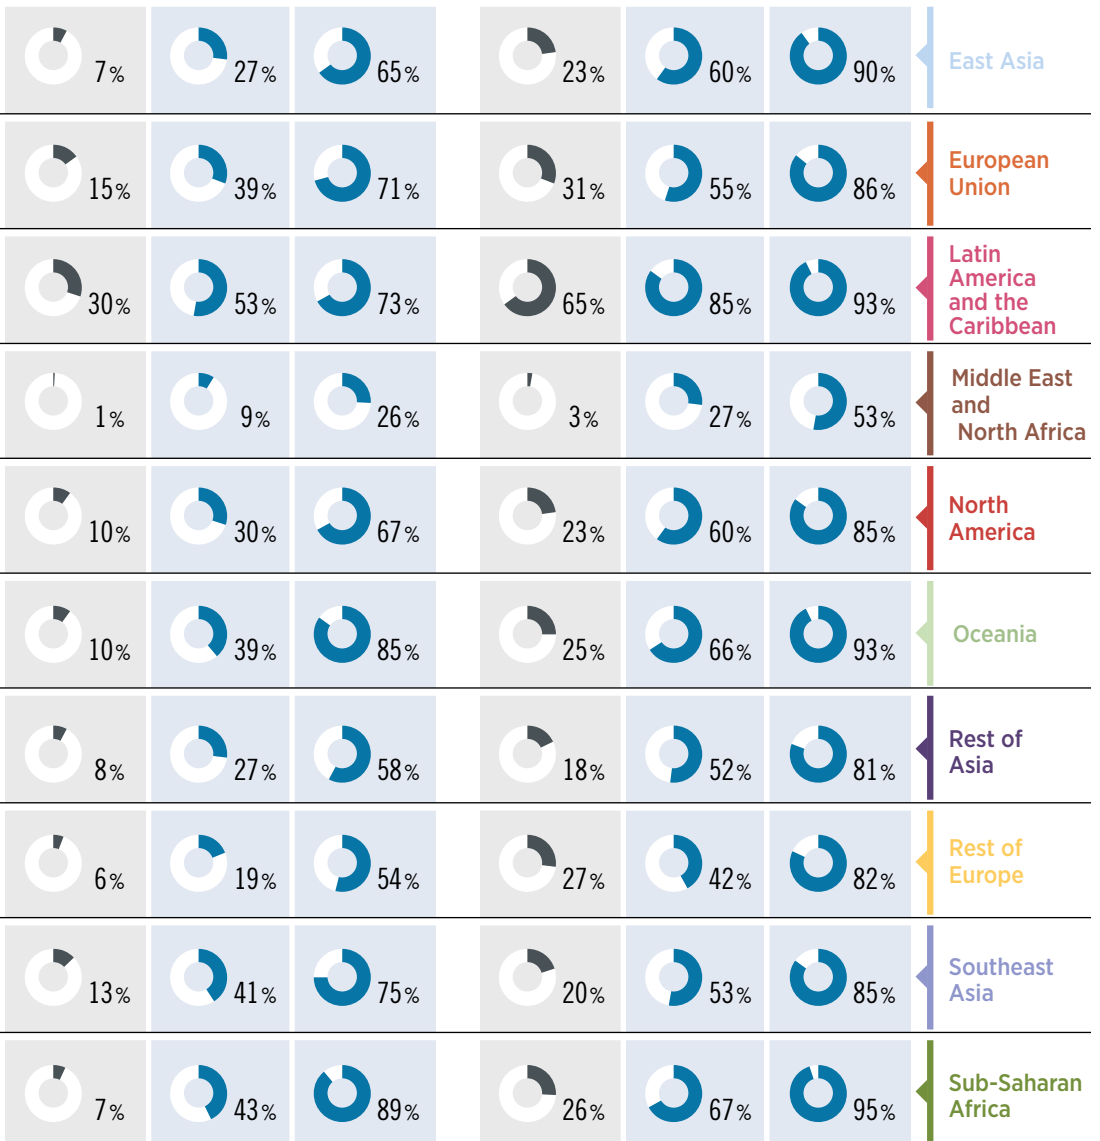 7% 27% 65% 23% 60% 90% East Asia
15% 39% 71% 31% 55% 86% European
Union
30% 53% 73% 65% 85% 93% Latin
America
and the
Caribbean
1% 9% 26% 3% 27% 53% Middle East
and
North Africa
10% 30% 67% 23% 60% 85% North
America
10% 39% 85% 25% 66% 93% Oceania
8% 27% 58% 18% 52% 81% Rest of
Asia
6% 19% 54% 27% 42% 82% Rest of
Europe
13% 41% 75% 20% 53% 85% Southeast
Asia
7% 43% 89% 26% 67% 95% Sub-Saharan
Africa